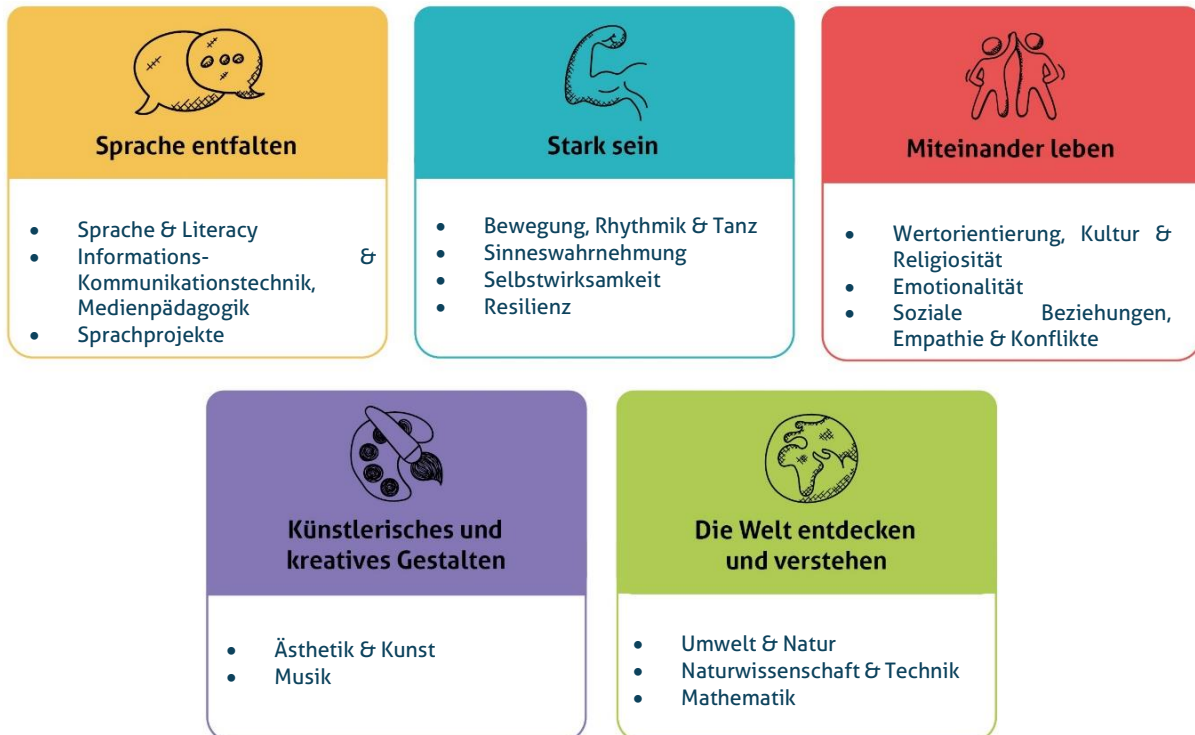 Sprache entfalten
• Sprache & Literacy
• Informations- &
Kommunikationstechnik,
Medienpädagogik
• Sprachprojekte
Stark sein
• Bewegung, Rhythmik & Tanz
• Sinneswahrnehmung
• Selbstwirksamkeit
• Resilienz
Miteinander leben
• Wertorientierung, Kultur &
Religiosität
• Emotionalität
• Soziale Beziehungen,
Empathie & Konflikte
Künstlerisches und
kreatives Gestalten
• Ästhetik & Kunst
• Musik
Die Welt entdecken
und verstehen
• Umwelt & Natur
• Naturwissenschaft & Technik
• Mathematik